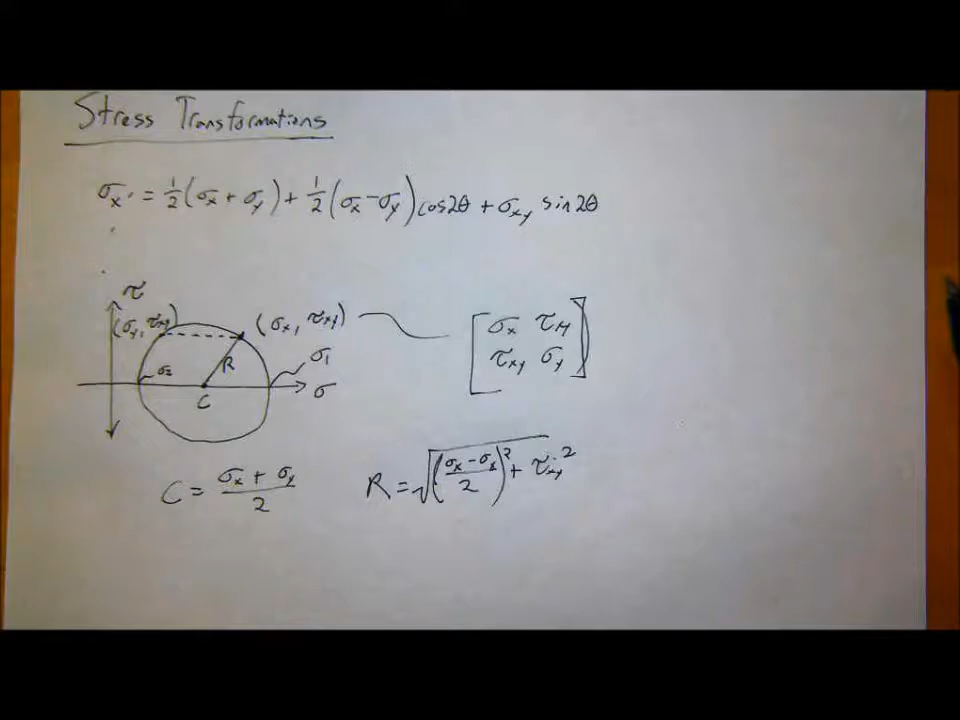 Stress Transformations
σx' = 1/2(σx + σy) + 1/2(σx - σy)cos2θ + σxy sin2θ
τ
(σy, τxy) (σx, τxy) [σx τxy
τxy σy]
σ2 R σ1
C σ
C = (σx + σy)/2 R = √(((σx - σy)/2)² + τxy²)